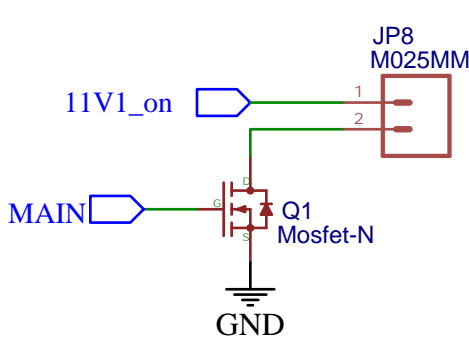 JP8
M025MM
11V1_on
1
2
D
MAIN
G
Q1
Mosfet-N
S
GND